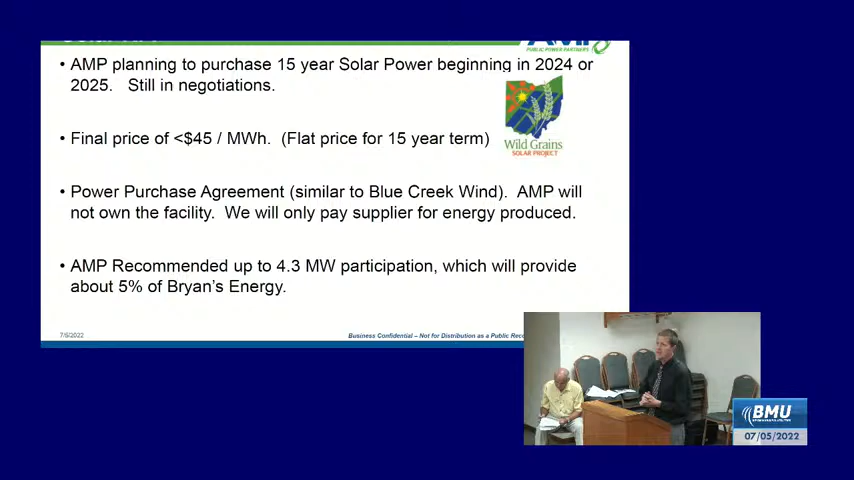 PUBLIC POWER PARTNERS
• AMP planning to purchase 15 year Solar Power beginning in 2024 or
2025. Still in negotiations.
Wild Grains
SOLAR PROJECT
• Final price of <$45 / MWh. (Flat price for 15 year term)
• Power Purchase Agreement (similar to Blue Creek Wind). AMP will
not own the facility. We will only pay supplier for energy produced.
• AMP Recommended up to 4.3 MW participation, which will provide
about 5% of Bryan's Energy.
Business Confidential – Not for Distribution as a Public Reco
BMU
07/05/2022